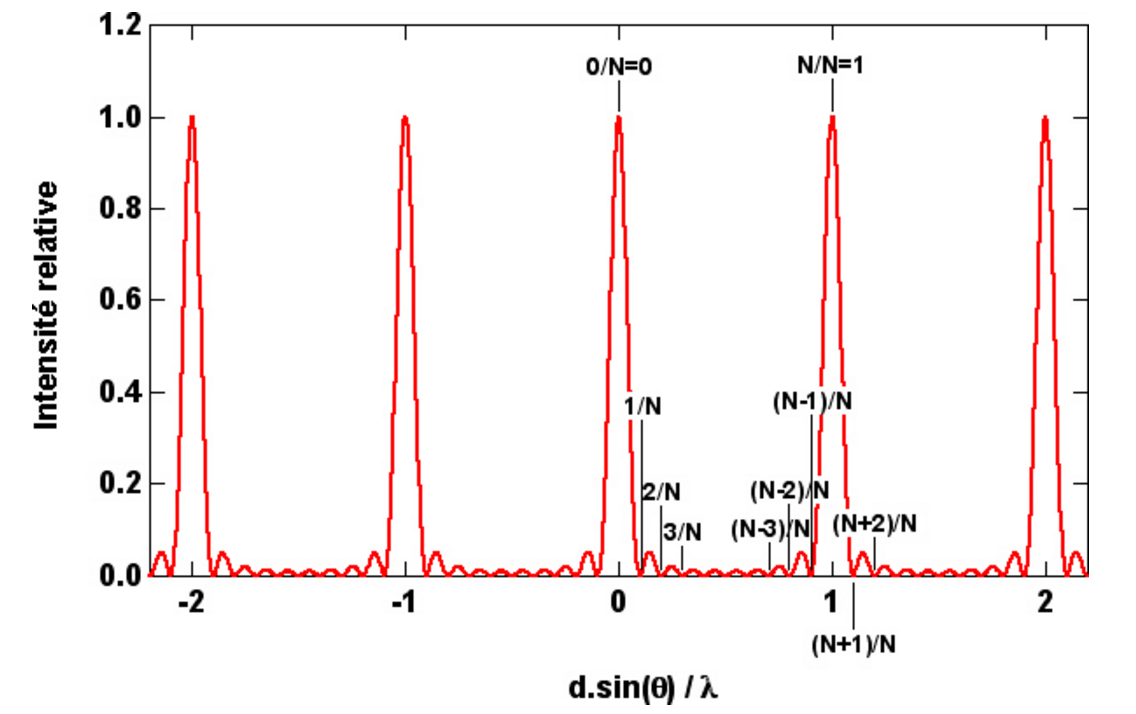 1.2
0/N=0
N/N=1
1.0
0.8
0.6
0.4
0.2
0.0
Intensité relative
1/N
(N-1)/N
2/N
(N-2)/N
3/N
(N-3)/N
(N+2)/N
-2
-1
0
1
2
(N+1)/N
d.sin(θ) / λ